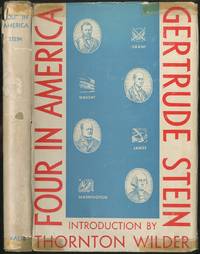 FOUR IN
AMERICA
STEIN
YALE
FOUR IN AMERICA
GERTRUDE STEIN
GRANT
WRIGHT
JAMES
WASHINGTON
INTRODUCTION BY
THORNTON WILDER